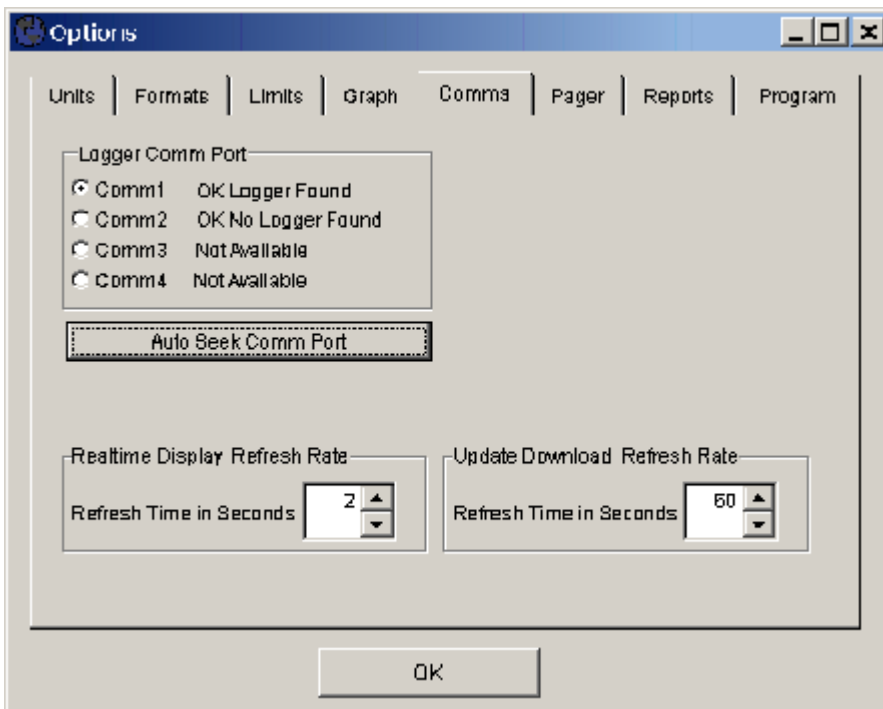 Options
Units Formats Limits Graph Comms Pager Reports Program
Logger Comm Port
Comm1 OK Logger Found
Comm2 OK No Logger Found
Comm3 Not Available
Comm4 Not Available
Auto Seek Comm Port
Realtime Display Refresh Rate
Refresh Time in Seconds 2
Update Download Refresh Rate
Refresh Time in Seconds 60
OK